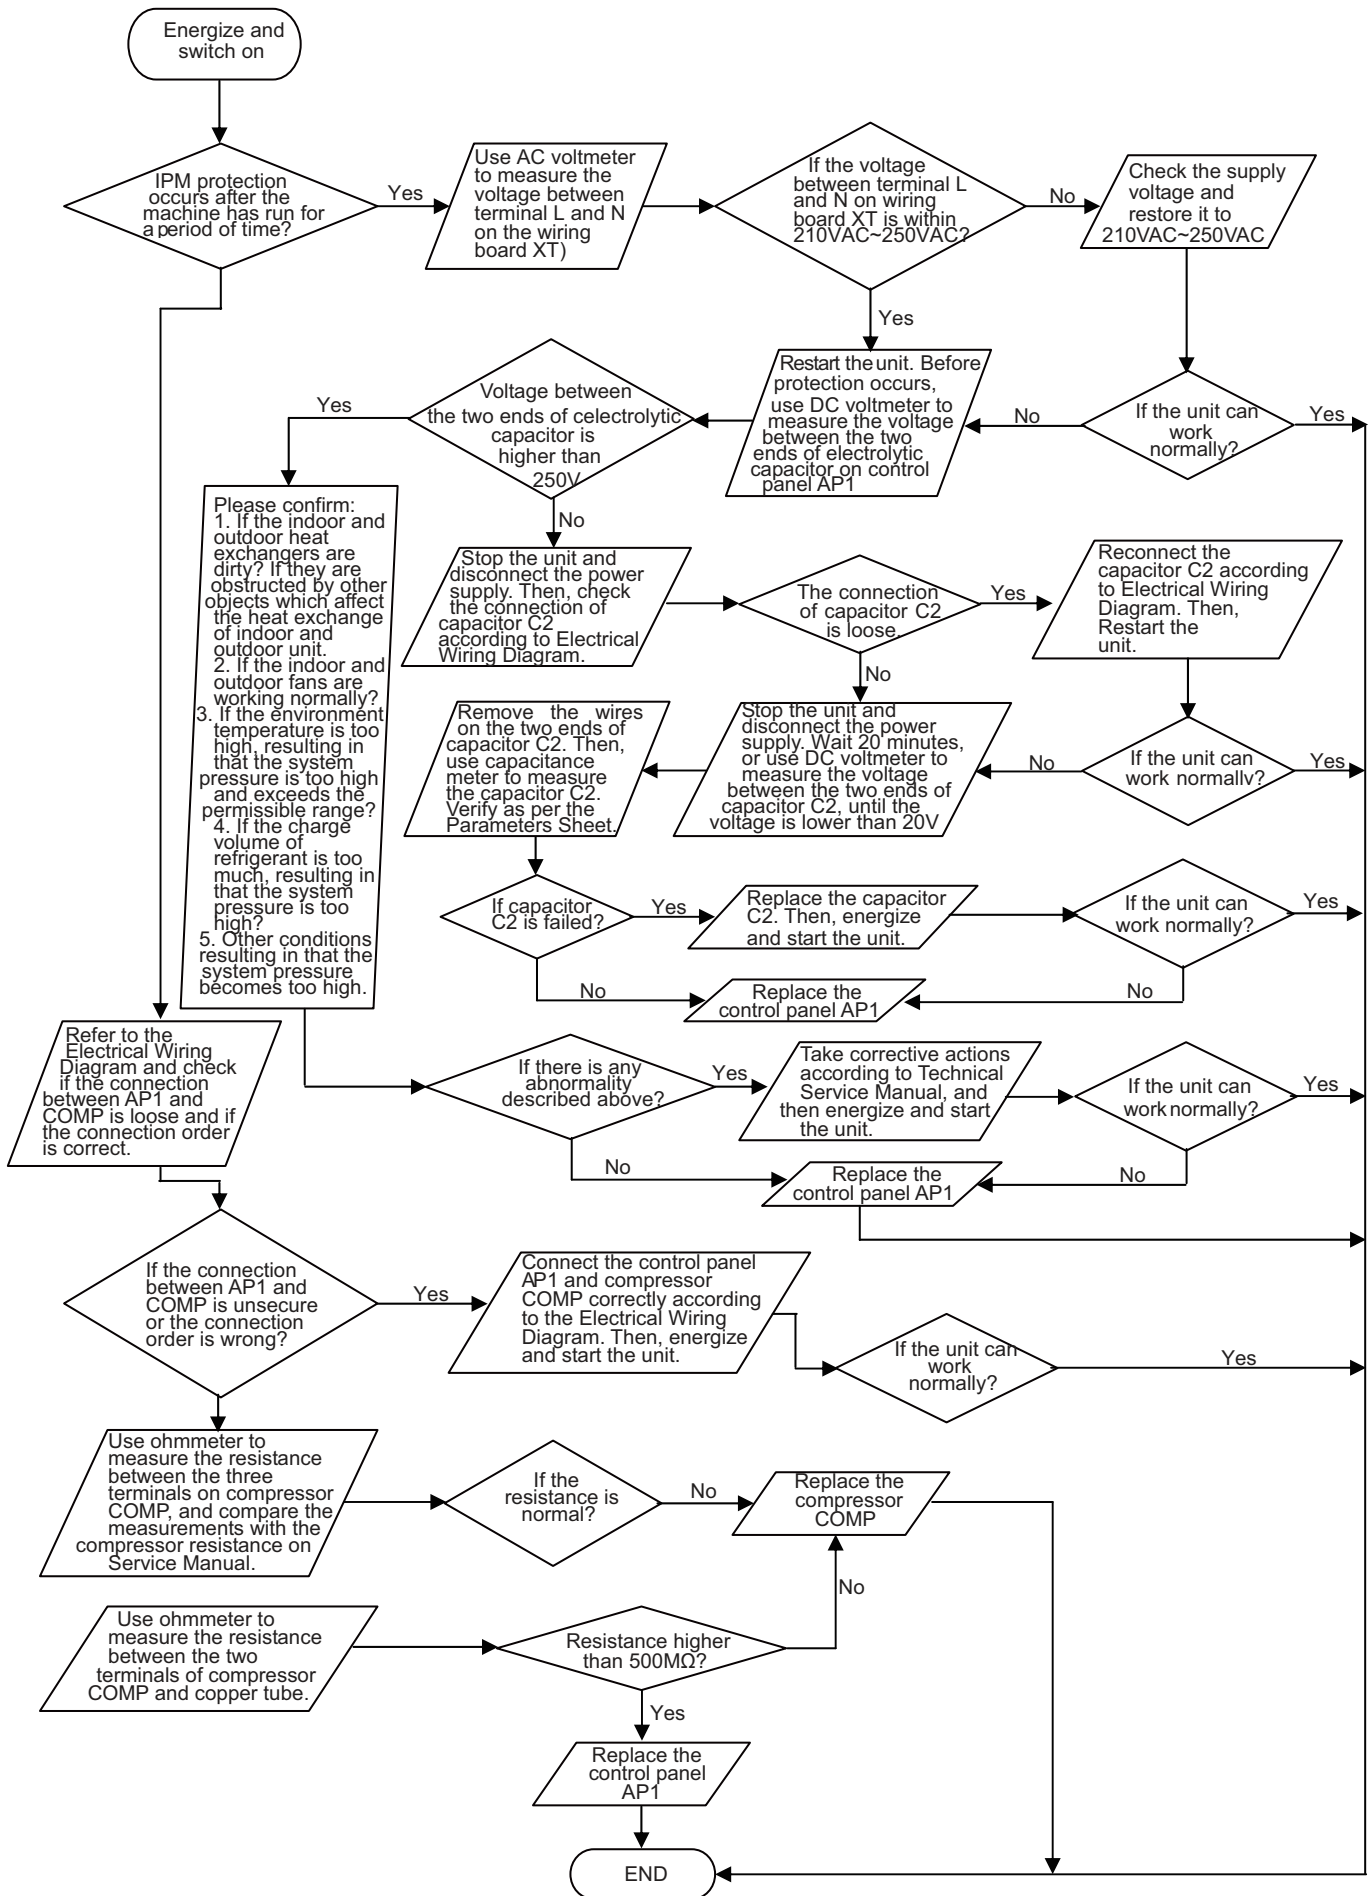 Energize and
switch on
IPM protection
occurs after the
machine has run for
a period of time?
Yes
Use AC voltmeter
to measure the
voltage between
terminal L and N
on the wiring
board XT)
If the voltage
between terminal L
and N on wiring
board XT is within
210VAC~250VAC?
No
Check the supply
voltage and
restore it to
210VAC~250VAC
Yes
Voltage between
the two ends of celectrolytic
capacitor is
higher than
250V
Yes
Restart the unit. Before
protection occurs,
use DC voltmeter to
measure the voltage
between the two
ends of electrolytic
capacitor on control
panel AP1
No
If the unit can
work
normally?
Yes
Please confirm:
1. If the indoor and
outdoor heat
exchangers are
dirty? If they are
obstructed by other
objects which affect
the heat exchange
of indoor and
outdoor unit.
2. If the indoor and
outdoor fans are
working normally?
3. If the environment
temperature is too
high, resulting in
that the system
pressure is too high
and exceeds the
permissible range?
4. If the charge
volume of
refrigerant is too
much, resulting in
that the system
pressure is too
high?
5. Other conditions
resulting in that the
system pressure
becomes too high.
No
Stop the unit and
disconnect the power
supply. Then, check
the connection of
capacitor C2
according to Electrical
Wiring Diagram.
The connection
of capacitor C2
is loose.
Yes
Reconnect the
capacitor C2 according
to Electrical Wiring
Diagram. Then,
Restart the
unit.
No
Remove the wires
on the two ends of
capacitor C2. Then,
use capacitance
meter to measure
the capacitor C2.
Verify as per the
Parameters Sheet.
Stop the unit and
disconnect the power
supply. Wait 20 minutes,
or use DC voltmeter to
measure the voltage
between the two ends of
capacitor C2, until the
voltage is lower than 20V
No
If the unit can
work normally?
Yes
If capacitor
C2 is failed?
Yes
Replace the capacitor
C2. Then, energize
and start the unit.
If the unit can
work normally?
Yes
No
Replace the
control panel AP1
No
Refer to the
Electrical Wiring
Diagram and check
if the connection
between AP1 and
COMP is loose and if
the connection order
is correct.
If there is any
abnormality
described above?
Yes
Take corrective actions
according to Technical
Service Manual, and
then energize and start
the unit.
If the unit can
work normally?
Yes
No
Replace the
control panel AP1
No
If the connection
between AP1 and
COMP is unsecure
or the connection
order is wrong?
Yes
Connect the control panel
AP1 and compressor
COMP correctly according
to the Electrical Wiring
Diagram. Then, energize
and start the unit.
If the unit can
work
normally?
Yes
Use ohmmeter to
measure the resistance
between the three
terminals on compressor
COMP, and compare the
measurements with the
compressor resistance on
Service Manual.
If the
resistance is
normal?
No
Replace the
compressor
COMP
No
Use ohmmeter to
measure the resistance
between the two
terminals of compressor
COMP and copper tube.
Resistance higher
than 500MΩ?
Yes
Replace the
control panel
AP1
END